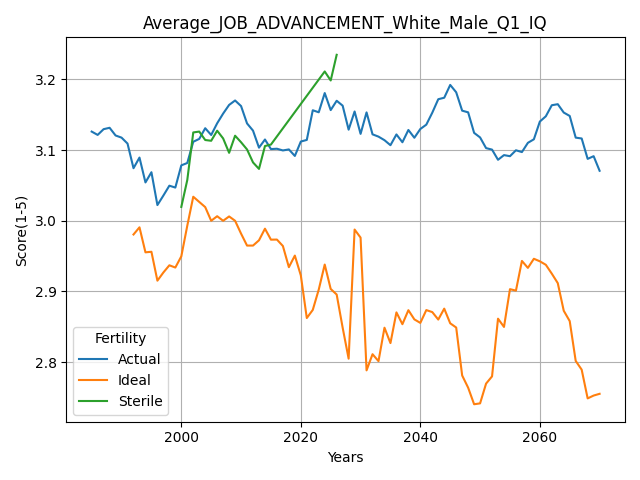 Average_JOB_ADVANCEMENT_White_Male_Q1_IQ
3.2
3.1
3.0
2.9
2.8
Score(1-5)
Fertility
Actual
Ideal
Sterile
2000
2020
2040
2060
Years